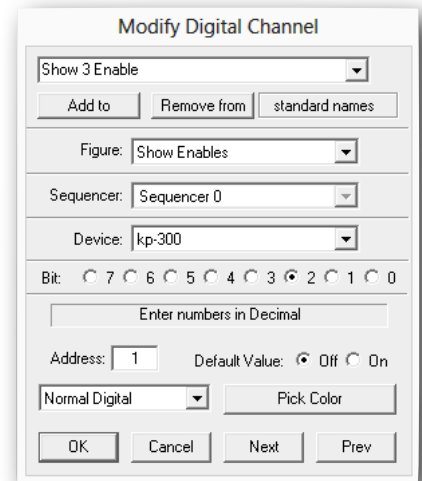 Modify Digital Channel
Show 3 Enable
Add to Remove from standard names
Figure: Show Enables
Sequencer: Sequencer 0
Device: kp-300
Bit: 7 6 5 4 3 2 1 0
Enter numbers in Decimal
Address: 1 Default Value: Off On
Normal Digital Pick Color
OK Cancel Next Prev